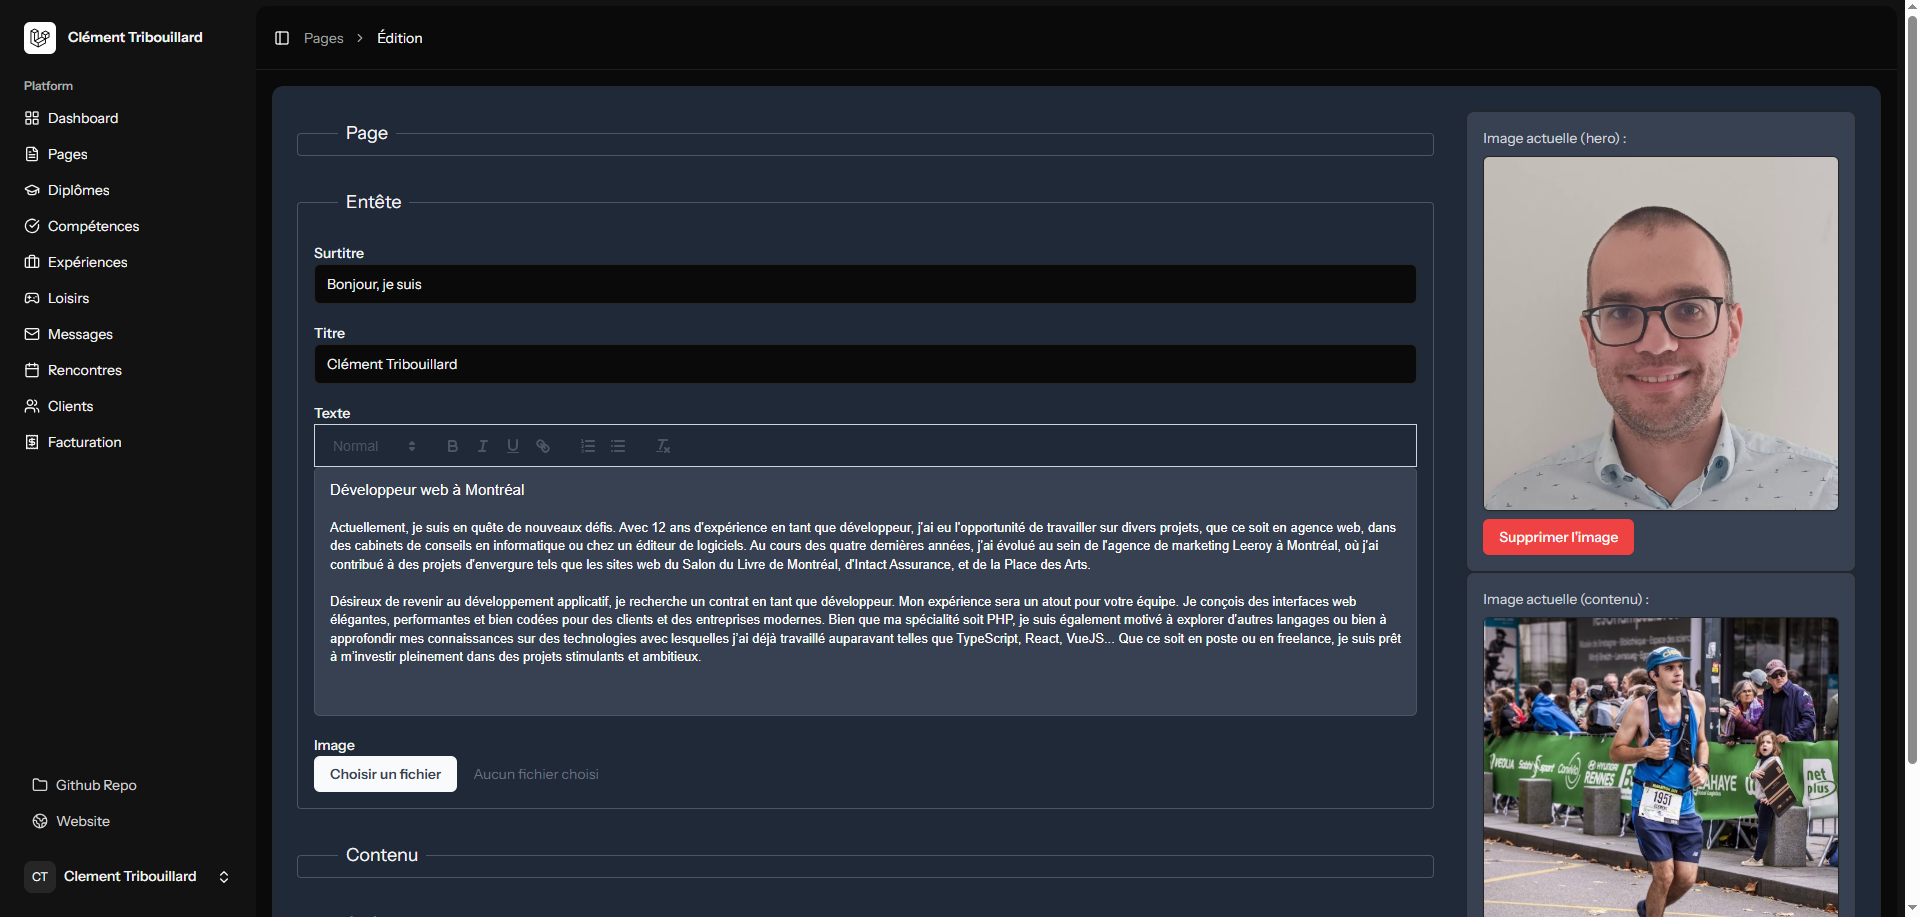 Clément Tribouillard
Platform
Dashboard
Pages
Diplômes
Compétences
Expériences
Loisirs
Messages
Rencontres
Clients
Facturation
Github Repo
Website
CT
Clement Tribouillard
Pages > Édition
Page
Entête
Surtitre
Bonjour, je suis
Titre
Clément Tribouillard
Texte
Normal
Développeur web à Montréal
Actuellement, je suis en quête de nouveaux défis. Avec 12 ans d'expérience en tant que développeur, j'ai eu l'opportunité de travailler sur divers projets, que ce soit en agence web, dans
des cabinets de conseils en informatique ou chez un éditeur de logiciels. Au cours des quatre dernières années, j'ai évolué au sein de l'agence de marketing Leeroy à Montréal, où j'ai
contribué à des projets d'envergure tels que les sites web du Salon du Livre de Montréal, d'Intact Assurance, et de la Place des Arts.
Désireux de revenir au développement applicatif, je recherche un contrat en tant que développeur. Mon expérience sera un atout pour votre équipe. Je conçois des interfaces web
élégantes, performantes et bien codées pour des clients et des entreprises modernes. Bien que ma spécialité soit PHP, je suis également motivé à explorer d'autres langages ou bien à
approfondir mes connaissances sur des technologies avec lesquelles j'ai déjà travaillé auparavant telles que TypeScript, React, VueJS... Que ce soit en poste ou en freelance, je suis prêt
à m'investir pleinement dans des projets stimulants et ambitieux.
Image
Choisir un fichier
Aucun fichier choisi
Contenu
Image actuelle (hero) :
Supprimer l'image
Image actuelle (contenu) :
VEOLIA
HYUNDAI
RENNES
HAYE
net
plus
1951